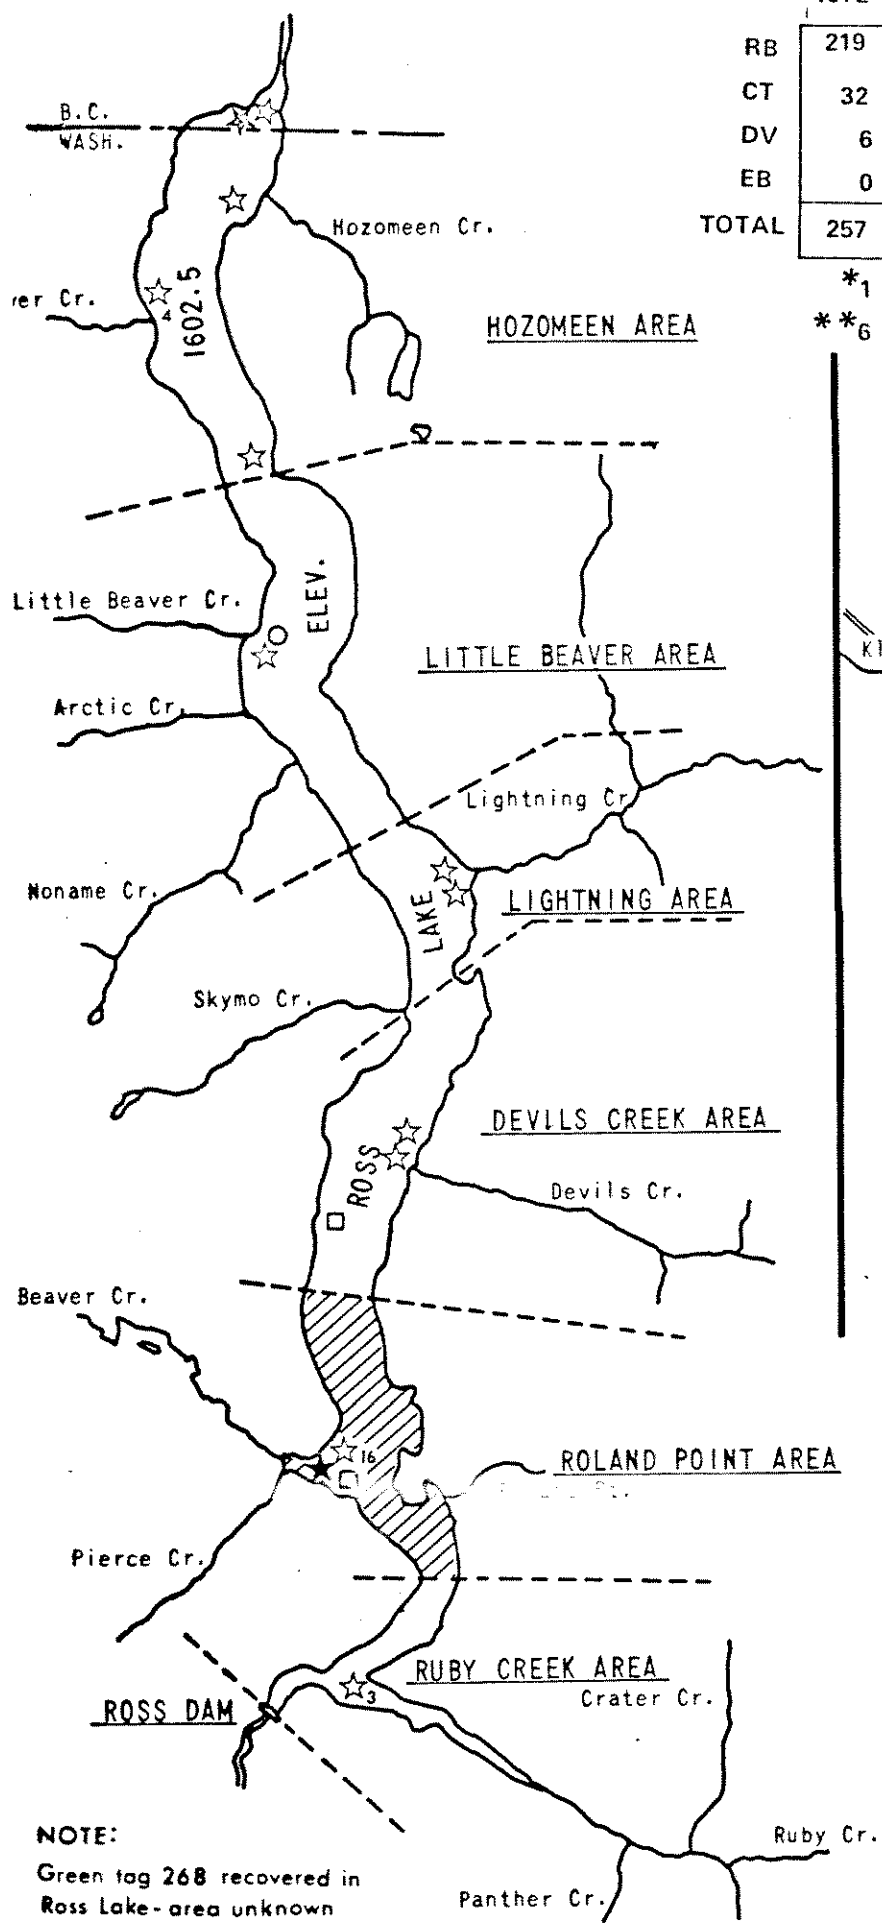 RB 219
CT 32
DV 6
EB 0
TOTAL 257
*1
**6
B.C.
WASH.
Hozomeen Cr.
er Cr.
4
1602.5
HOZOMEEN AREA
ELEV.
Little Beaver Cr.
LITTLE BEAVER AREA
Arctic Cr.
Lightning Cr
Noname Cr.
LAKE
LIGHTNING AREA
Skymo Cr.
DEVILS CREEK AREA
ROSS
Devils Cr.
Beaver Cr.
16
ROLAND POINT AREA
Pierce Cr.
RUBY CREEK AREA
3
Crater Cr.
ROSS DAM
NOTE:
Green tag 268 recovered in
Ross Lake-area unknown
Ruby Cr.
Panther Cr.